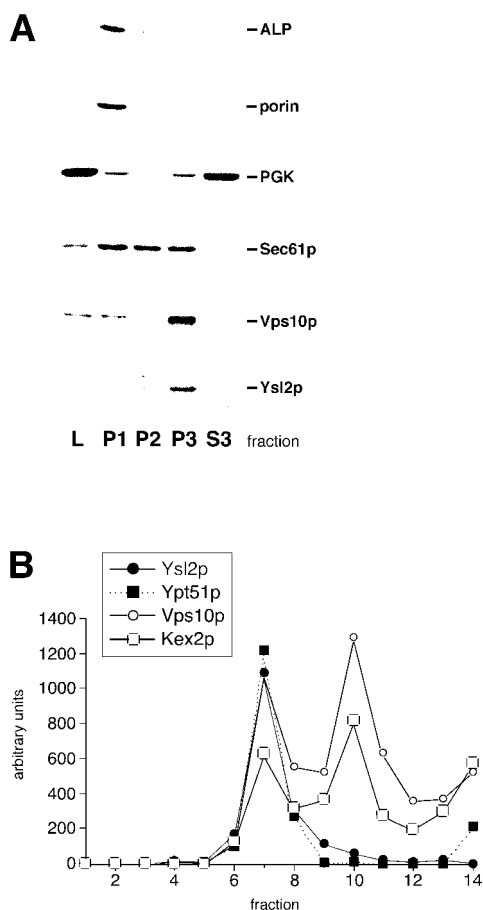 A
– ALP
– porin
– PGK
– Sec61p
– Vps10p
– Ysl2p
L P1 P2 P3 S3 fraction
B
Ysl2p
Ypt51p
Vps10p
Kex2p
1400
1200
1000
800
600
400
200
0
arbitrary units
2 4 6 8 10 12 14
fraction